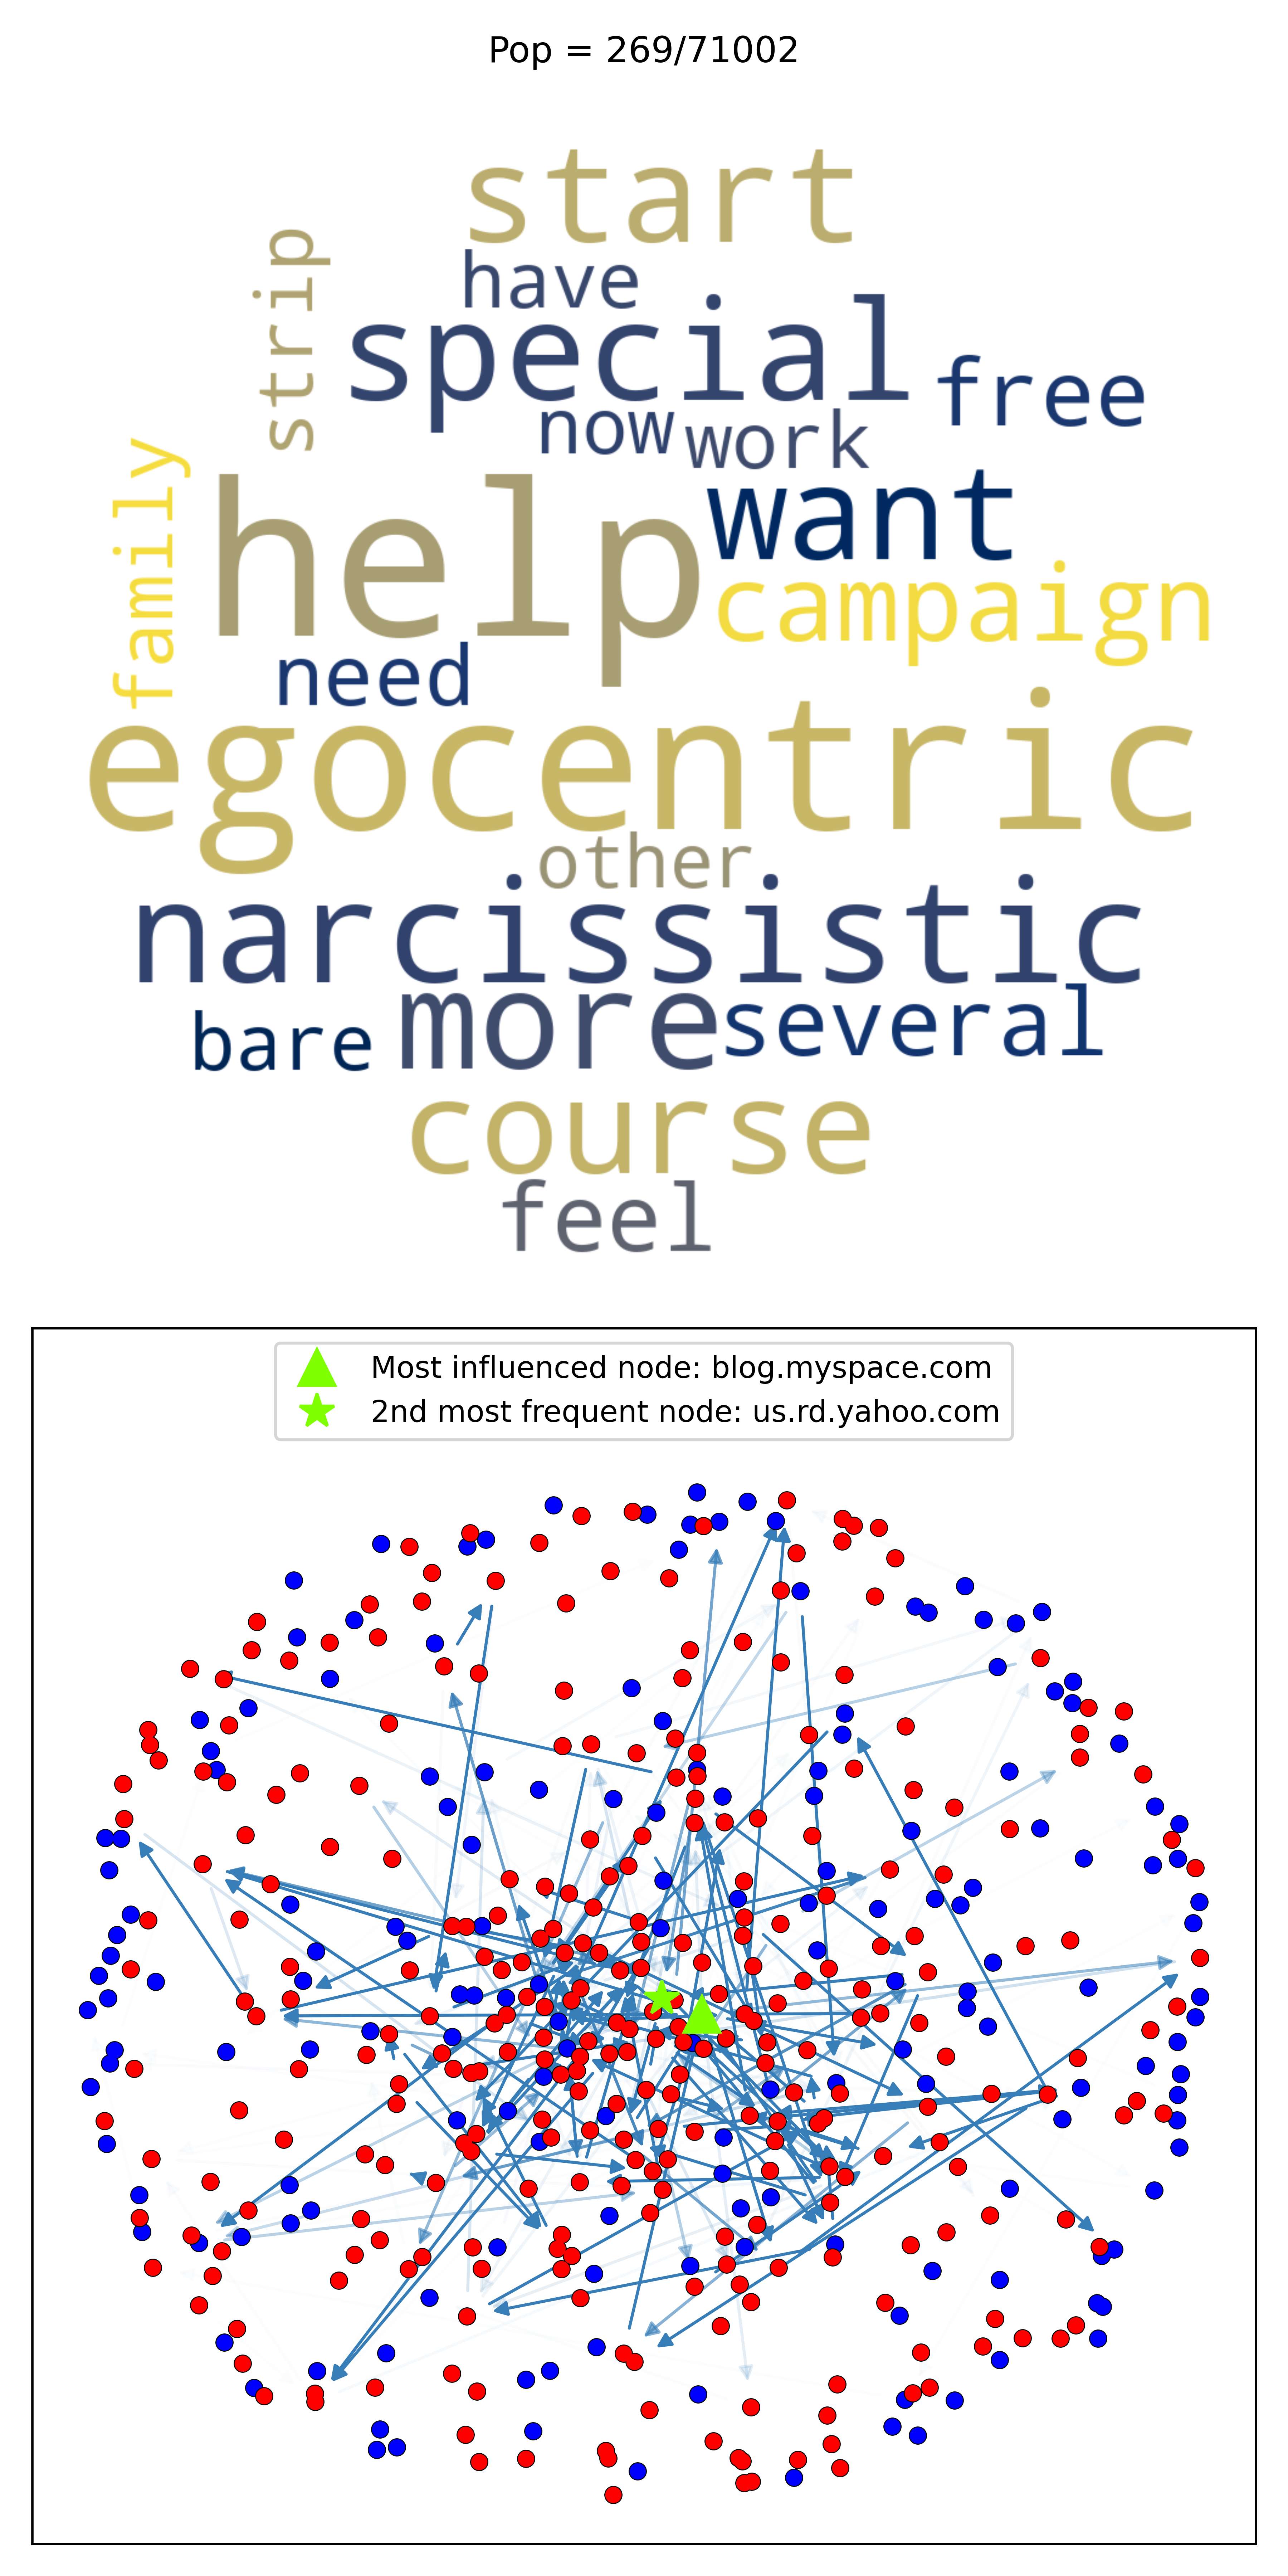 Pop = 269/71002
start
strip
have
special
free
now
work
family
help
want
campaign
need
egocentric
other
narcissistic
bare
more
several
course
feel
Most influenced node: blog.myspace.com
2nd most frequent node: us.rd.yahoo.com